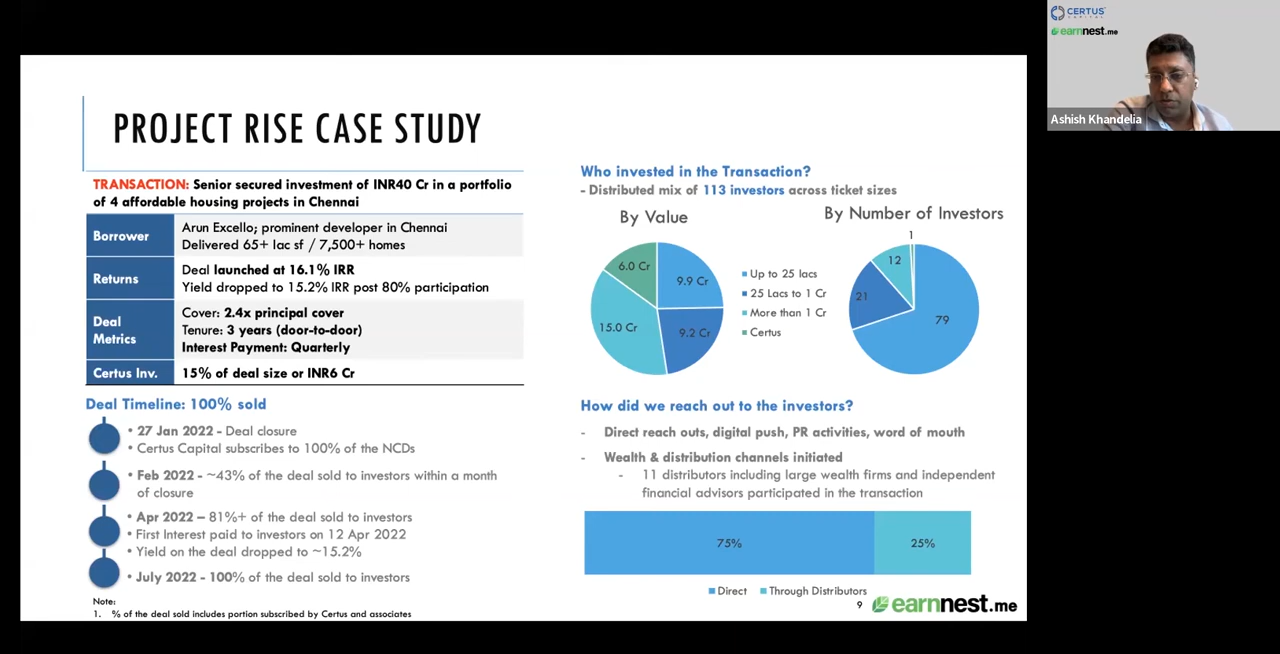 PROJECT RISE CASE STUDY
TRANSACTION: Senior secured investment of INR40 Cr in a portfolio
of 4 affordable housing projects in Chennai
Borrower
Arun Excello; prominent developer in Chennai
Delivered 65+ lac sf / 7,500+ homes
Returns
Deal launched at 16.1% IRR
Yield dropped to 15.2% IRR post 80% participation
Deal
Metrics
Cover: 2.4x principal cover
Tenure: 3 years (door-to-door)
Interest Payment: Quarterly
Certus Inv.
15% of deal size or INR6 Cr
Deal Timeline: 100% sold
• 27 Jan 2022 - Deal closure
• Certus Capital subscribes to 100% of the NCDs
• Feb 2022 - ~43% of the deal sold to investors within a month
of closure
• Apr 2022 – 81%+ of the deal sold to investors
• First Interest paid to investors on 12 Apr 2022
• Yield on the deal dropped to ~15.2%
• July 2022 - 100% of the deal sold to investors
Note:
1. % of the deal sold includes portion subscribed by Certus and associates
Who invested in the Transaction?
- Distributed mix of 113 investors across ticket sizes
By Value
6.0 Cr
9.9 Cr
15.0 Cr
9.2 Cr
Up to 25 lacs
25 Lacs to 1 Cr
More than 1 Cr
Certus
By Number of Investors
1
12
21
79
How did we reach out to the investors?
- Direct reach outs, digital push, PR activities, word of mouth
- Wealth & distribution channels initiated
- 11 distributors including large wealth firms and independent
financial advisors participated in the transaction
75%
25%
Direct
Through Distributors
9
earnnest.me
CERTUS
CAPITAL
earnnest.me
Ashish Khandelia